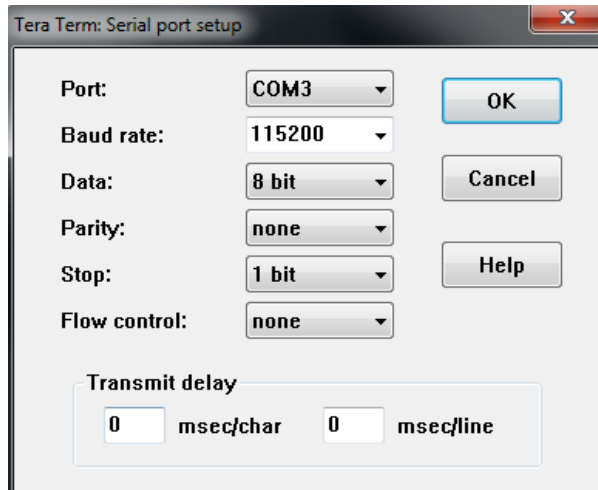 Tera Term: Serial port setup
x
Port: COM3 OK
Baud rate: 115200
Data: 8 bit Cancel
Parity: none
Stop: 1 bit Help
Flow control: none
Transmit delay
0 msec/char 0 msec/line